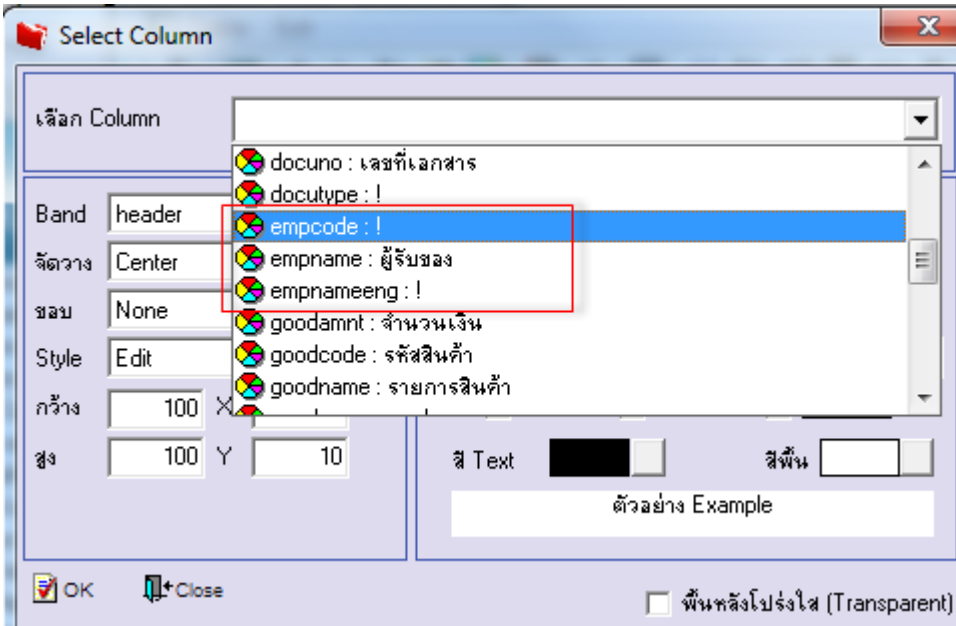 Select Column
เลือก Column
docuno : เลขที่เอกสาร
docutype : !
empcode : !
empname : ผู้รับของ
empnameeng : !
goodamnt : จำนวนเงิน
goodcode : รหัสสินค้า
goodname : รายการสินค้า
Band header
จัดวาง Center
ขอบ None
Style Edit
กว้าง 100 X
สูง 100 Y 10
สี Text
สีพื้น
ตัวอย่าง Example
OK Close
พื้นหลังโปร่งใส (Transparent)